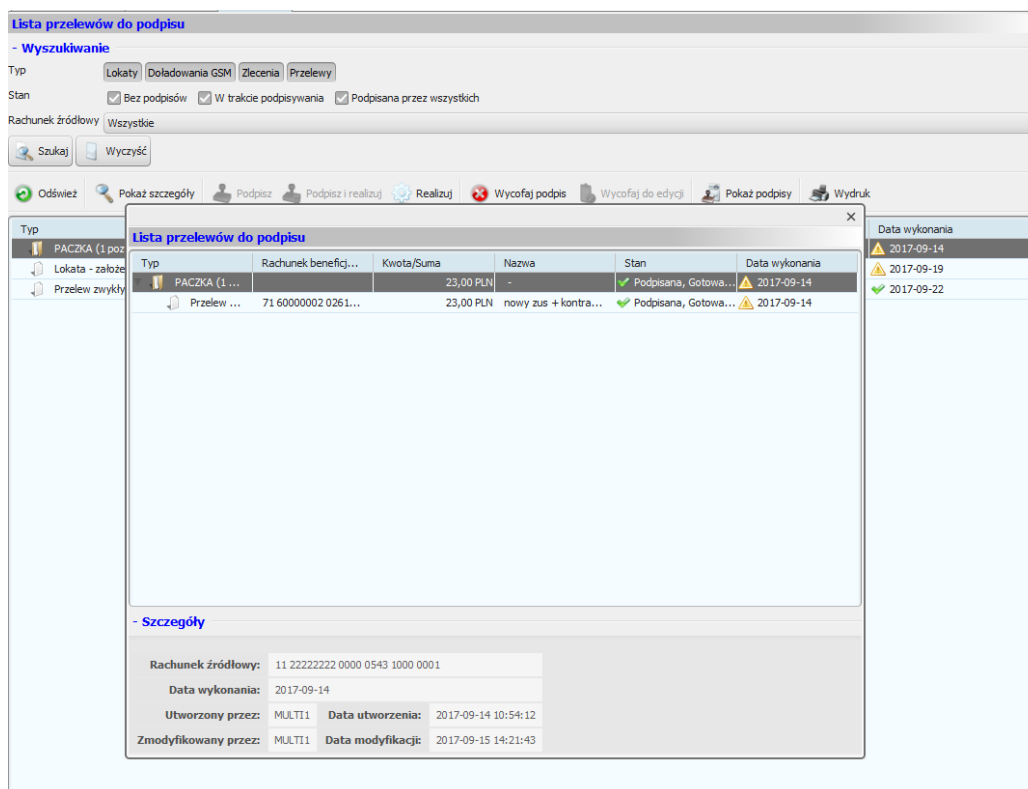 Lista przelewów do podpisu
- Wyszukiwanie
Typ Lokaty Doładowania GSM Zlecenia Przelewy
Stan Bez podpisów W trakcie podpisywania Podpisana przez wszystkich
Rachunek źródłowy Wszystkie
Szukaj Wyczyść
Odśwież Pokaż szczegóły Podpisz Podpisz i realizuj Realizuj Wycofaj podpis Wycofaj do edycji Pokaż podpisy Wydruk
Typ Data wykonania
PACZKA (1 poz 2017-09-14
Lokata - założe 2017-09-19
Przelew zwykły 2017-09-22
Lista przelewów do podpisu
Typ Rachunek beneficj... Kwota/Suma Nazwa Stan Data wykonania
PACZKA (1 ... 23,00 PLN - Podpisana, Gotowa... 2017-09-14
Przelew ... 71 60000002 0261... 23,00 PLN nowy zus + kontra... Podpisana, Gotowa... 2017-09-14
- Szczegóły
Rachunek źródłowy: 11 22222222 0000 0543 1000 0001
Data wykonania: 2017-09-14
Utworzony przez: MULTI1 Data utworzenia: 2017-09-14 10:54:12
Zmodyfikowany przez: MULTI1 Data modyfikacji: 2017-09-15 14:21:43